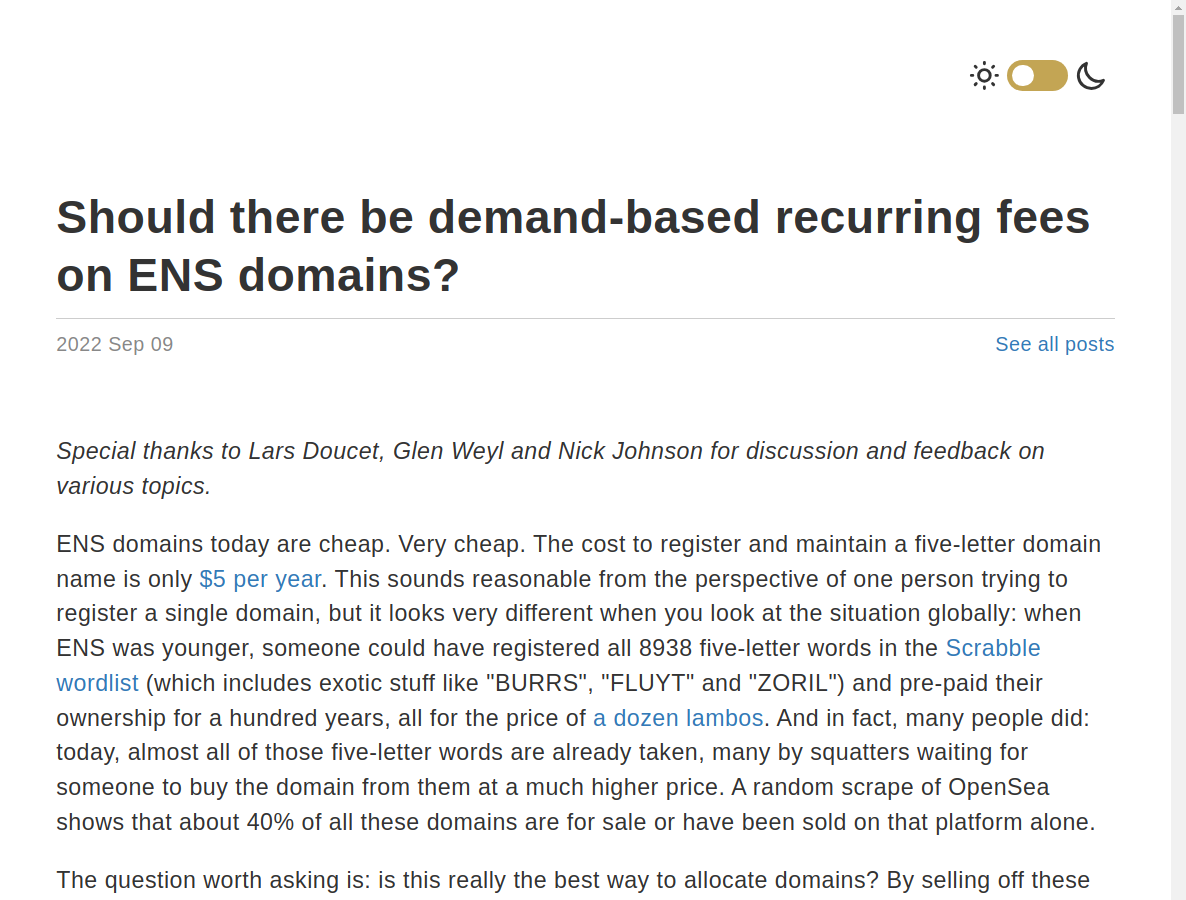 Should there be demand-based recurring fees
on ENS domains?
2022 Sep 09
See all posts
Special thanks to Lars Doucet, Glen Weyl and Nick Johnson for discussion and feedback on
various topics.
ENS domains today are cheap. Very cheap. The cost to register and maintain a five-letter domain
name is only $5 per year. This sounds reasonable from the perspective of one person trying to
register a single domain, but it looks very different when you look at the situation globally: when
ENS was younger, someone could have registered all 8938 five-letter words in the Scrabble
wordlist (which includes exotic stuff like "BURRS", "FLUYT" and "ZORIL") and pre-paid their
ownership for a hundred years, all for the price of a dozen lambos. And in fact, many people did:
today, almost all of those five-letter words are already taken, many by squatters waiting for
someone to buy the domain from them at a much higher price. A random scrape of OpenSea
shows that about 40% of all these domains are for sale or have been sold on that platform alone.
The question worth asking is: is this really the best way to allocate domains? By selling off these